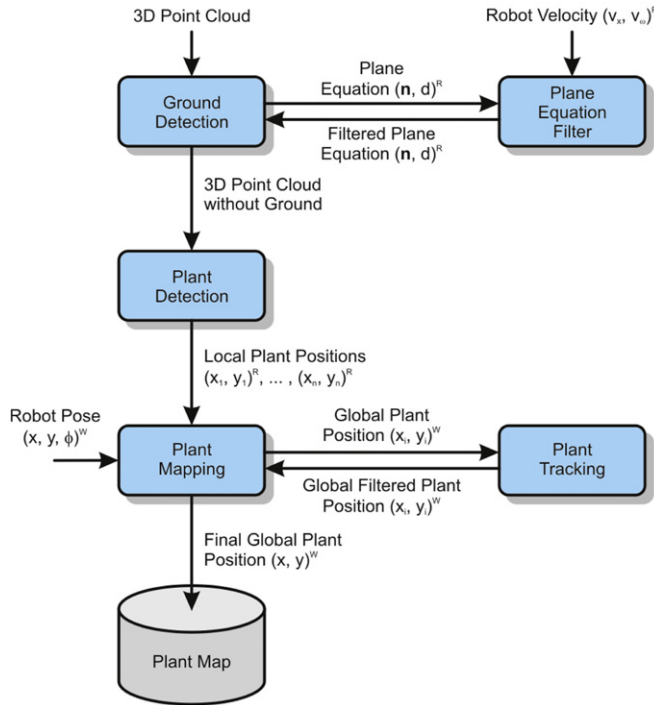 3D Point Cloud
Robot Velocity (vₓ, v_ω)ᴿ
Ground
Detection
Plane
Equation (n, d)ᴿ
Filtered Plane
Equation (n, d)ᴿ
Plane
Equation
Filter
3D Point Cloud
without Ground
Plant
Detection
Local Plant Positions
(x₁, y₁)ᴿ, ... , (xₙ, yₙ)ᴿ
Robot Pose
(x, y, ϕ)ᵂ
Plant
Mapping
Global Plant
Position (xᵢ, yᵢ)ᵂ
Global Filtered Plant
Position (xᵢ, yᵢ)ᵂ
Plant
Tracking
Final Global Plant
Position (x, y)ᵂ
Plant Map